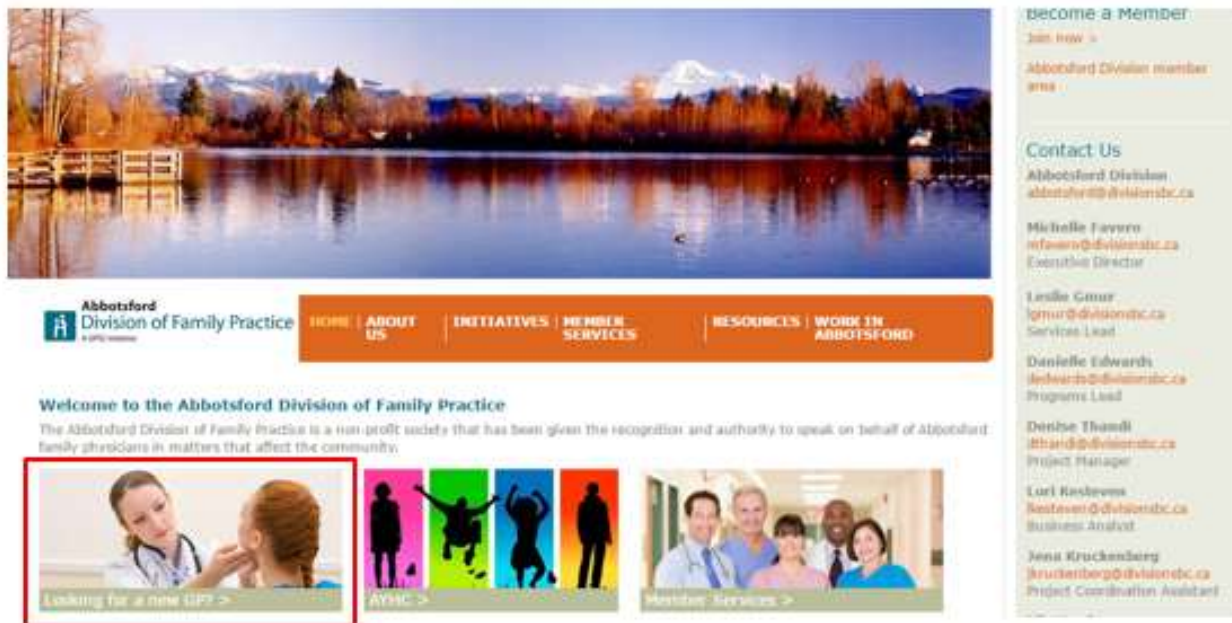 Become a Member
Join now >
Abbotsford Division member
area
Contact Us
Abbotsford Division
abbotsford@divisionsbc.ca
Michelle Favero
mfavero@divisionsbc.ca
Executive Director
Leslie Gmur
lgmur@divisionsbc.ca
Services Lead
Danielle Edwards
dedwards@divisionsbc.ca
Programs Lead
Denise Thandi
dthandi@divisionsbc.ca
Project Manager
Lori Kesteven
lkesteven@divisionsbc.ca
Business Analyst
Jena Kruckenberg
jkruckenberg@divisionsbc.ca
Project Coordination Assistant
Abbotsford
Division of Family Practice
A GPSC initiative
HOME | ABOUT US | INITIATIVES | MEMBER SERVICES | RESOURCES | WORK IN ABBOTSFORD
Welcome to the Abbotsford Division of Family Practice
The Abbotsford Division of Family Practice is a non-profit society that has been given the recognition and authority to speak on behalf of Abbotsford
family physicians in matters that affect the community.
Looking for a new GP? >
AYHC >
Member Services >